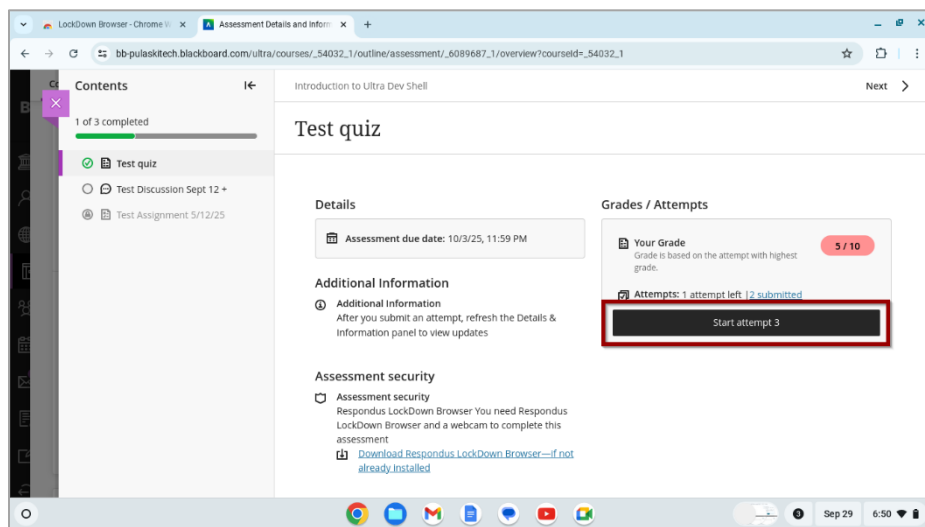 LockDown Browser - Chrome W
Assessment Details and Inform
bb-pulaskitech.blackboard.com/ultra/courses/_54032_1/outline/assessment/_6089687_1/overview?courseId=_54032_1
Contents
1 of 3 completed
Test quiz
Test Discussion Sept 12 +
Test Assignment 5/12/25
Introduction to Ultra Dev Shell
Next
Test quiz
Details
Assessment due date: 10/3/25, 11:59 PM
Additional Information
Additional Information
After you submit an attempt, refresh the Details &
Information panel to view updates
Assessment security
Assessment security
Respondus LockDown Browser You need Respondus
LockDown Browser and a webcam to complete this
assessment
Download Respondus LockDown Browser—if not
already Installed
Grades / Attempts
Your Grade
5 / 10
Grade is based on the attempt with highest
grade.
Attempts: 1 attempt left | 2 submitted
Start attempt 3
3
Sep 29
6:50